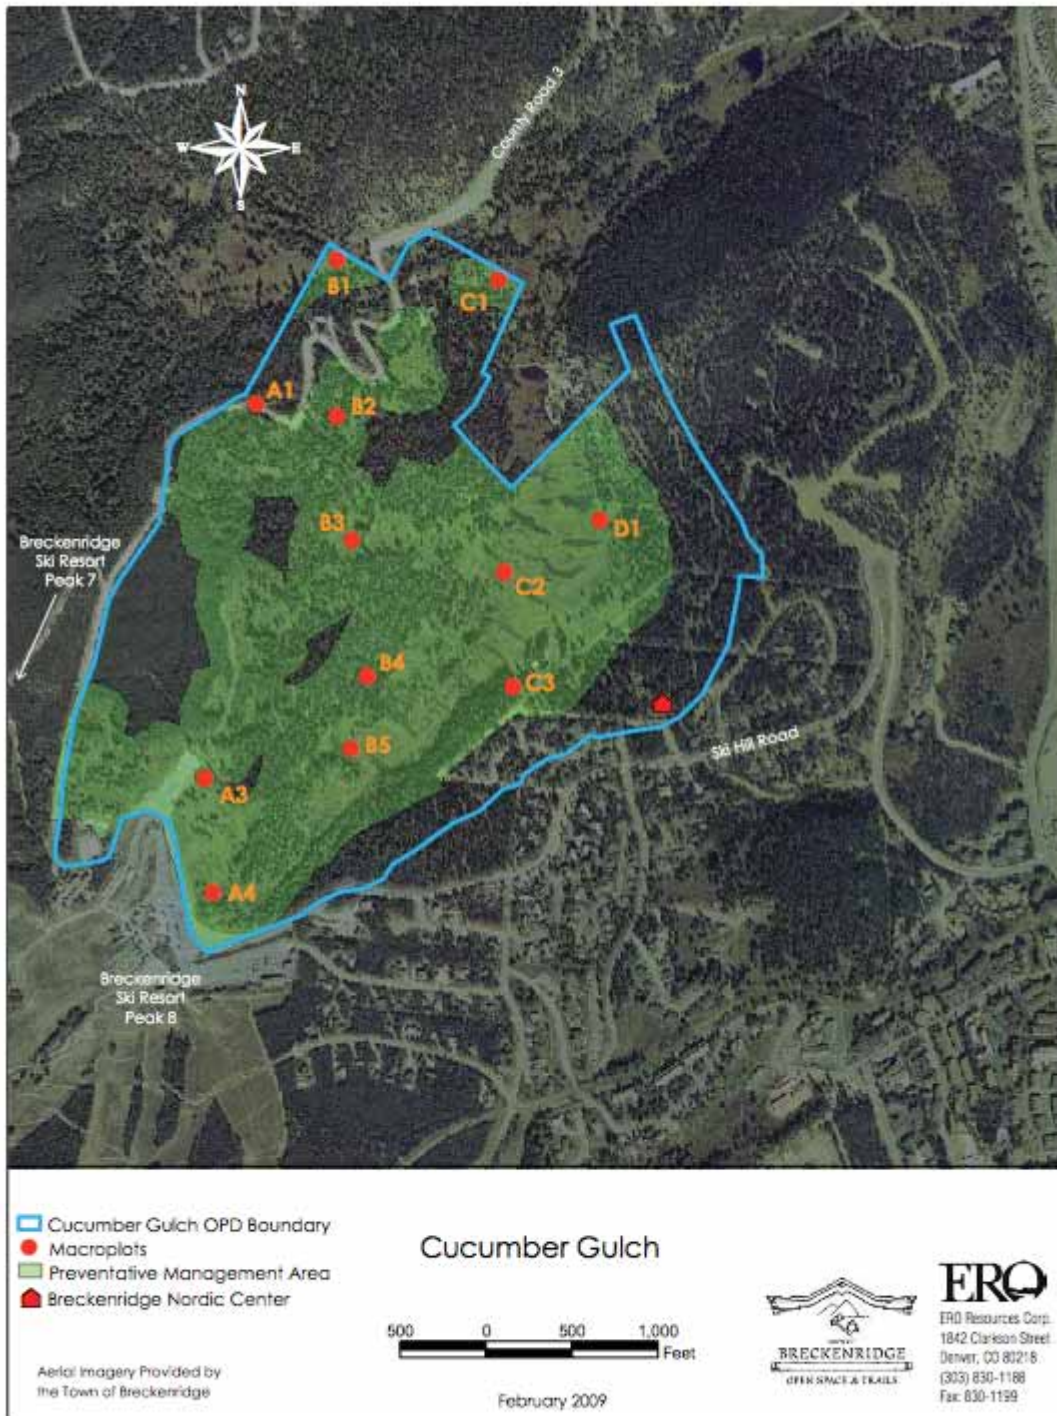 N
W
E
S
County Road 3
B1
C1
A1
B2
B3
D1
Breckenridge
Ski Resort
Peak 7
C2
B4
C3
B5
Ski Hill Road
A3
A4
Breckenridge
Ski Resort
Peak 8
Cucumber Gulch OPD Boundary
Macroplots
Preventative Management Area
Breckenridge Nordic Center
Cucumber Gulch
500 0 500 1,000
Feet
Aerial Imagery Provided by
the Town of Breckenridge
February 2009
BRECKENRIDGE
OPEN SPACE & TRAILS
ERO
ERO Resources Corp.
1842 Clarkson Street
Denver, CO 80218
(303) 830-1188
Fax: 830-1199